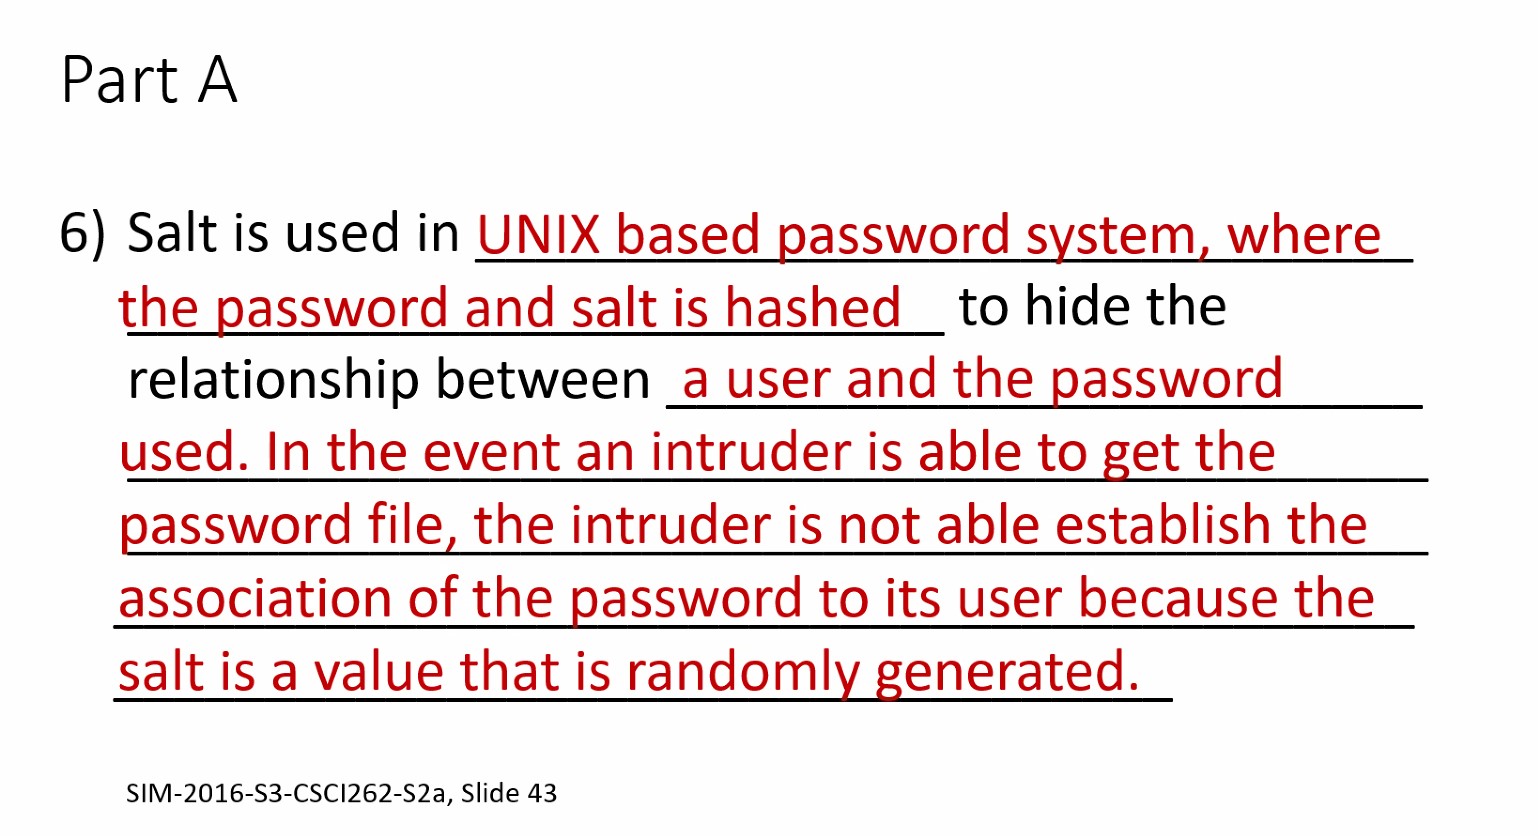 Part A
6) Salt is used in UNIX based password system, where
the password and salt is hashed to hide the
relationship between a user and the password
used. In the event an intruder is able to get the
password file, the intruder is not able establish the
association of the password to its user because the
salt is a value that is randomly generated.
SIM-2016-S3-CSCI262-S2a, Slide 43